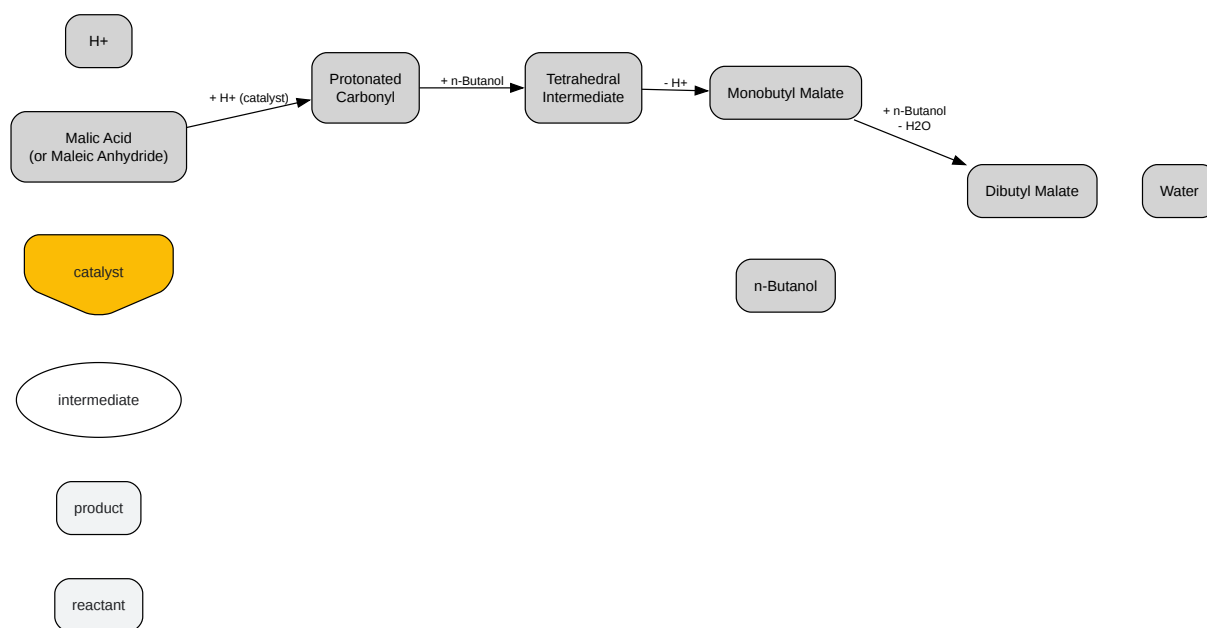 H+
Malic Acid
(or Maleic Anhydride)
+ H+ (catalyst)
Protonated
Carbonyl
+ n-Butanol
Tetrahedral
Intermediate
- H+
Monobutyl Malate
+ n-Butanol
- H2O
Dibutyl Malate
Water
n-Butanol
catalyst
intermediate
product
reactant